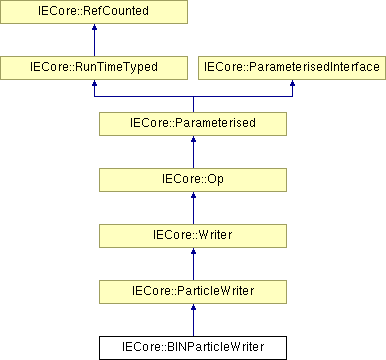 IECore::RefCounted
IECore::RunTimeTyped
IECore::ParameterisedInterface
IECore::Parameterised
IECore::Op
IECore::Writer
IECore::ParticleWriter
IECore::BINParticleWriter